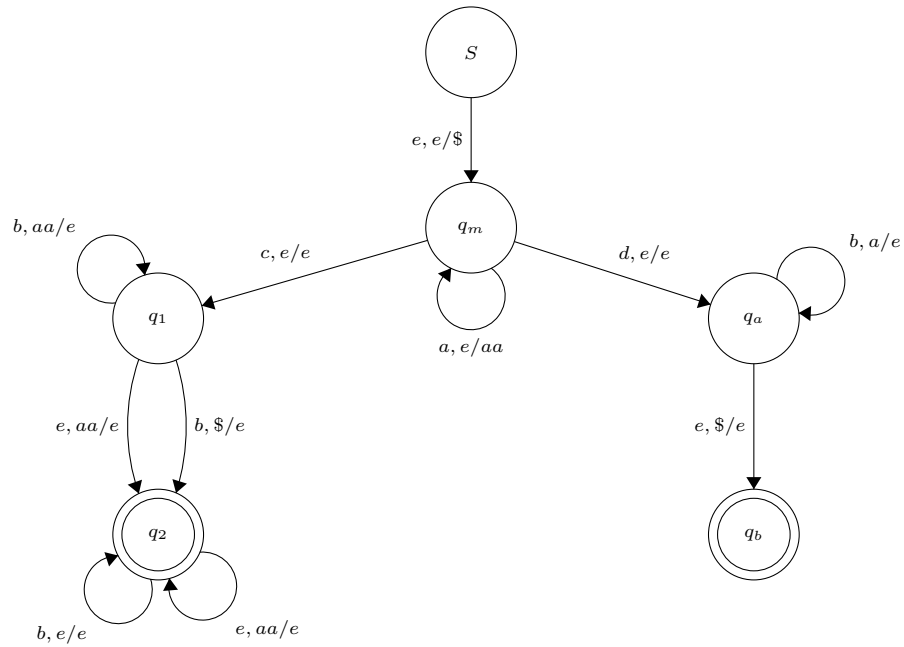 S
e, e/$
q_m
b, aa/e
c, e/e
d, e/e
b, a/e
q_1
a, e/aa
q_a
e, aa/e
b, $/e
e, $/e
q_2
q_b
b, e/e
e, aa/e